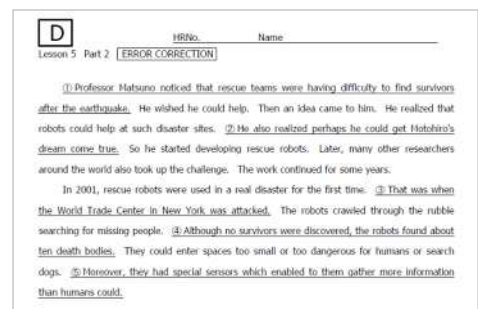 D
HRNo. Name
Lesson 5 Part 2 ERROR CORRECTION
① Professor Matsuno noticed that rescue teams were having difficulty to find survivors
after the earthquake. He wished he could help. Then an idea came to him. He realized that
robots could help at such disaster sites. ② He also realized perhaps he could get Motohiro's
dream come true. So he started developing rescue robots. Later, many other researchers
around the world also took up the challenge. The work continued for some years.
In 2001, rescue robots were used in a real disaster for the first time. ③ That was when
the World Trade Center in New York was attacked. The robots crawled through the rubble
searching for missing people. ④ Although no survivors were discovered, the robots found about
ten death bodies. They could enter spaces too small or too dangerous for humans or search
dogs. ⑤ Moreover, they had special sensors which enabled to them gather more information
than humans could.